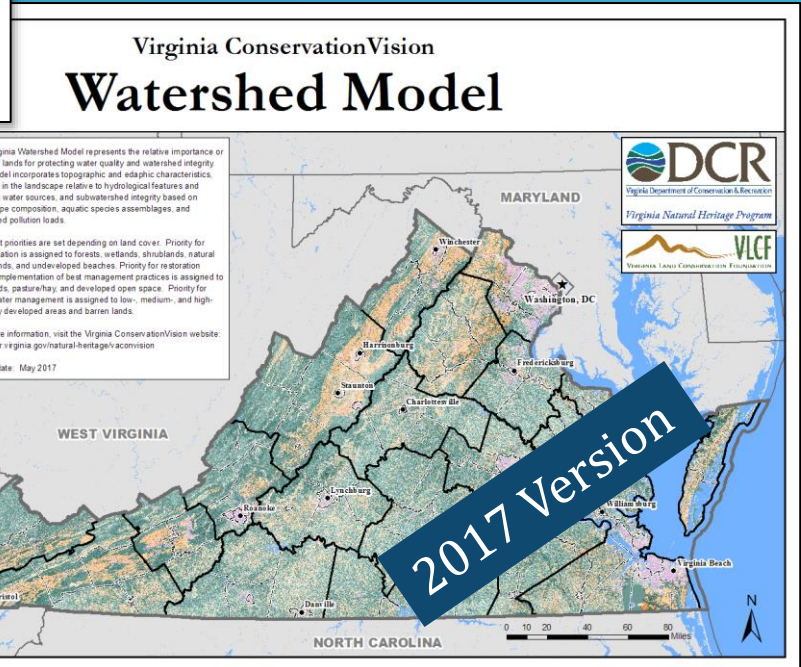 Virginia ConservationVision
Watershed Model
ginia Watershed Model represents the relative importance or
lands for protecting water quality and watershed integrity
del incorporates topographic and edaphic characteristics,
in the landscape relative to hydrological features and
water sources, and subwatershed integrity based on
pe composition, aquatic species assemblages, and
ed pollution loads.
t priorities are set depending on land cover. Priority for
ation is assigned to forests, wetlands, shrublands, natural
nds, and undeveloped beaches. Priority for restoration
mplementation of best management practices is assigned to
ds, pasture/hay, and developed open space. Priority for
ater management is assigned to low-, medium-, and high-
y developed areas and barren lands.
e information, visit the Virginia ConservationVision website:
r.virginia.gov/natural-heritage/vaconvision
ate: May 2017
DCR
Virginia Department of Conservation & Recreation
Virginia Natural Heritage Program
VLCF
VIRGINIA LAND CONSERVATION FOUNDATION
MARYLAND
Winchester
Washington, DC
Harrisonburg
Fredericksburg
Staunton
Charlottesville
WEST VIRGINIA
2017 Version
Lynchburg
Roanoke
Williamsburg
Virginia Beach
ristol
Danville
NORTH CAROLINA
0 10 20 40 60 80
Miles
N